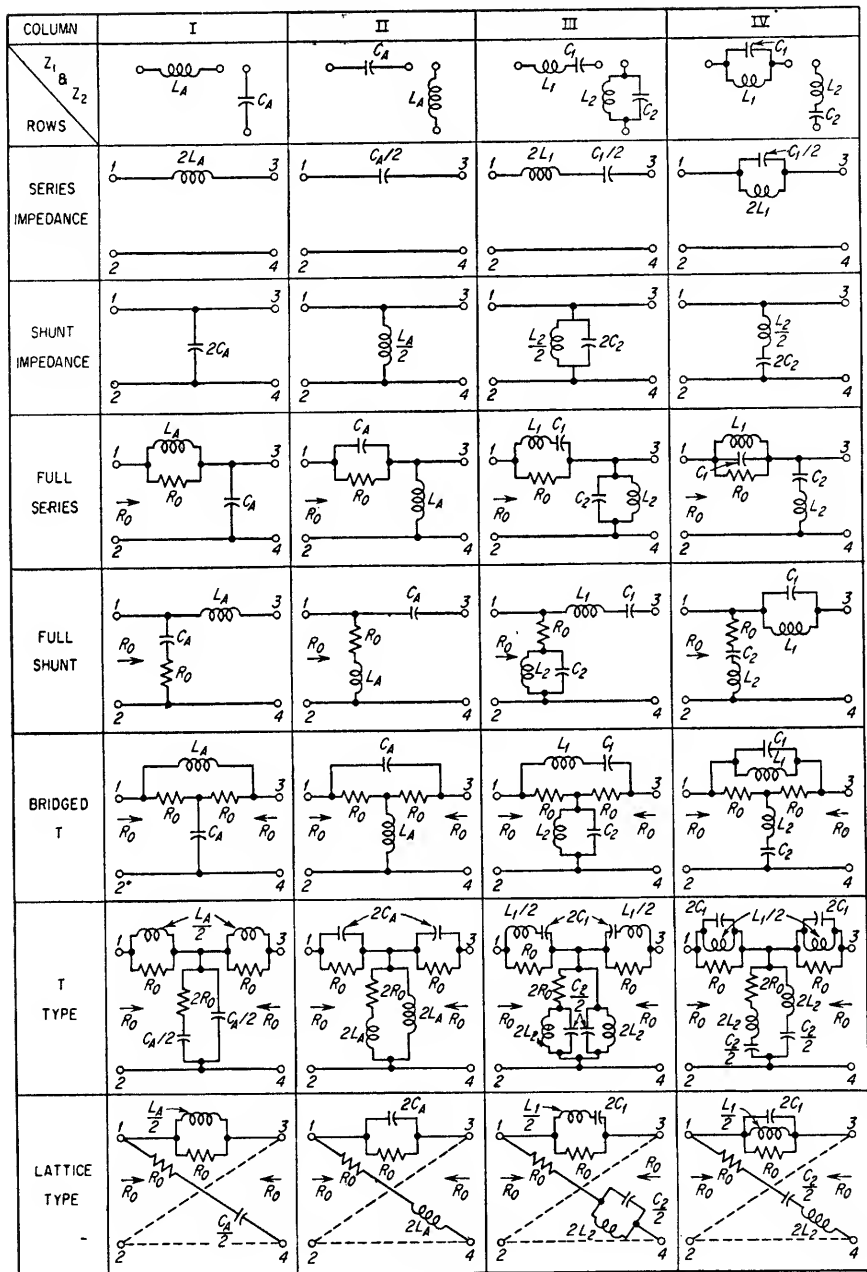 COLUMN I II III IV
Z1 & Z2
ROWS
LA CA
CA LA
L1 C1 L2 C2
C1 L1 L2 C2
SERIES IMPEDANCE
1 2LA 3 2 4
1 CA/2 3 2 4
1 2L1 C1/2 3 2 4
1 C1/2 2L1 3 2 4
SHUNT IMPEDANCE
1 3 2CA 2 4
1 3 LA/2 2 4
1 3 L2/2 2C2 2 4
1 3 L2/2 2C2 2 4
FULL SERIES
1 LA 3 R0 R0 CA 2 4
1 CA 3 R0 R0 LA 2 4
1 L1 C1 3 R0 R0 C2 L2 2 4
1 L1 3 C1 R0 C2 R0 L2 2 4
FULL SHUNT
1 LA 3 CA R0 R0 2 4
1 CA 3 R0 R0 LA 2 4
1 L1 C1 3 R0 R0 L2 C2 2 4
1 C1 3 R0 L1 C2 R0 L2 2 4
BRIDGED T
LA 1 3 R0 R0 R0 CA R0 2 4
CA 1 3 R0 R0 R0 LA R0 2 4
L1 C1 1 3 R0 R0 R0 L2 C2 R0 2 4
C1 L1 1 3 R0 R0 R0 L2 C2 R0 2 4
T TYPE
LA/2 1 3 R0 R0 R0 2R0 CA/2 CA/2 R0 2 4
2CA 1 3 R0 R0 R0 2R0 2LA 2LA R0 2 4
L1/2 2C1 L1/2 1 3 R0 R0 2R0 C2/2 R0 2L2 2L2 R0 2 4
2C1 L1/2 2C1 1 3 R0 R0 R0 2R0 2L2 2L2 C2/2 C2/2 R0 2 4
LATTICE TYPE
LA/2 1 3 R0 R0 R0 R0 CA/2 2 4
2CA 1 3 R0 R0 R0 R0 2LA 2 4
L1/2 2C1 1 3 R0 R0 R0 R0 C2/2 2L2 2 4
L1/2 2C1 1 3 R0 R0 R0 R0 C2/2 2L2 2 4